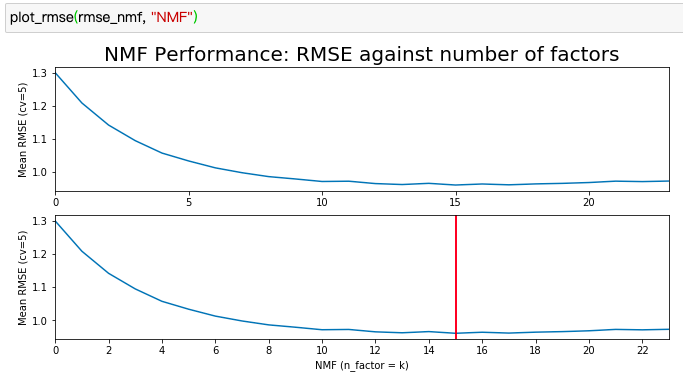 plot_rmse(rmse_nmf, "NMF")
NMF Performance: RMSE against number of factors
Mean RMSE (cv=5)
1.3
1.2
1.1
1.0
0 5 10 15 20
Mean RMSE (cv=5)
1.3
1.2
1.1
1.0
0 2 4 6 8 10 12 14 16 18 20 22
NMF (n_factor = k)